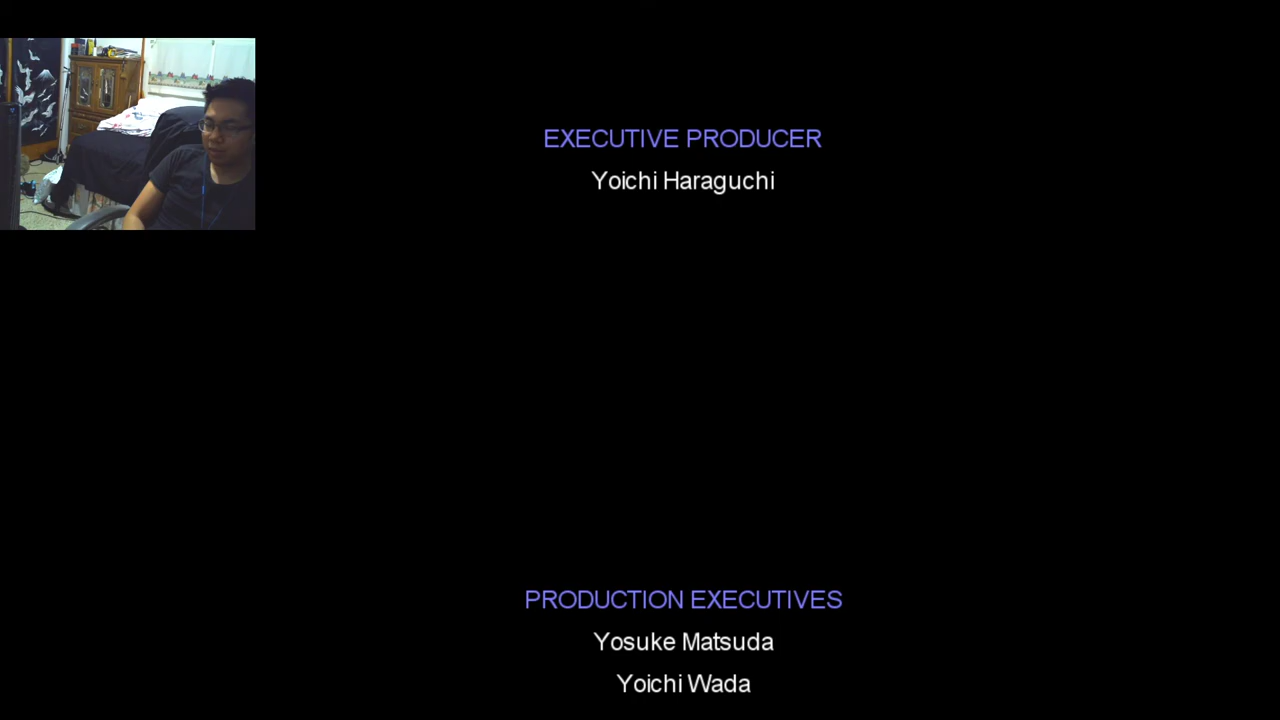 EXECUTIVE PRODUCER
Yoichi Haraguchi
PRODUCTION EXECUTIVES
Yosuke Matsuda
Yoichi Wada